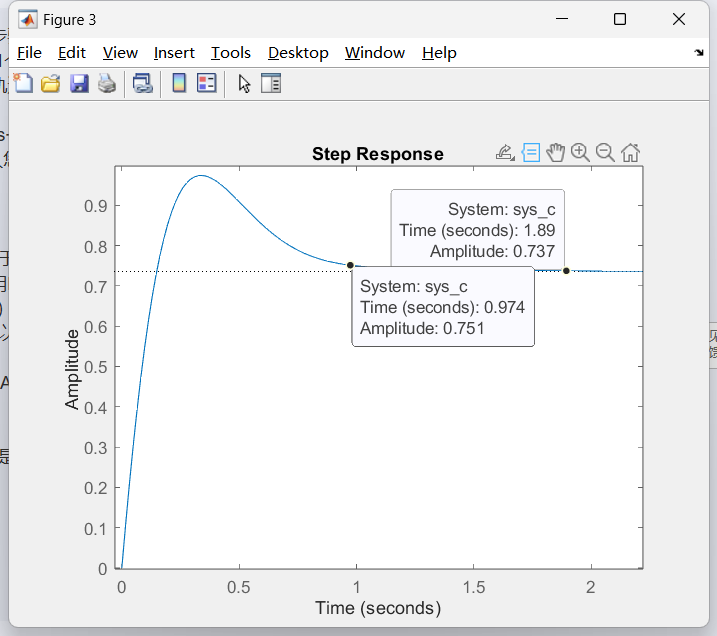 Figure 3
File Edit View Insert Tools Desktop Window Help
Step Response
System: sys_c
Time (seconds): 1.89
Amplitude: 0.737
System: sys_c
Time (seconds): 0.974
Amplitude: 0.751
Amplitude
0.9
0.8
0.7
0.6
0.5
0.4
0.3
0.2
0.1
0
0 0.5 1 1.5 2
Time (seconds)